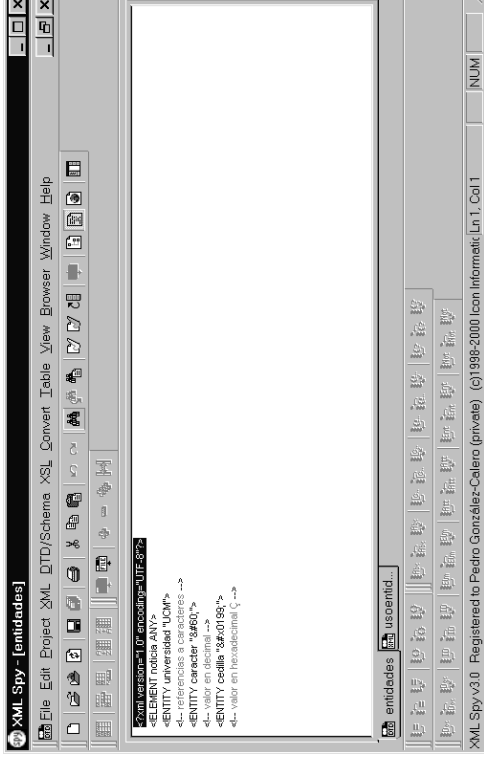 XML Spy - [entidades]
File Edit Project XML DTD/Schema XSL Convert Table View Browser Window Help
<?xml version="1.0" encoding="UTF-8"?>
<!ELEMENT noticia ANY>
<!ENTITY universidad "UCM">
<!-- referencias a caracteres -->
<!ENTITY caracter "&#60;">
<!-- valor en decimal -->
<!ENTITY cedilla "&#x0199;">
<!-- valor en hexadecimal Ç -->
entidades usoentid...
XML Spy v3.0 Registered to Pedro González-Calero (private) (c)1998-2000 Icon Informatic Ln 1, Col 1 NUM